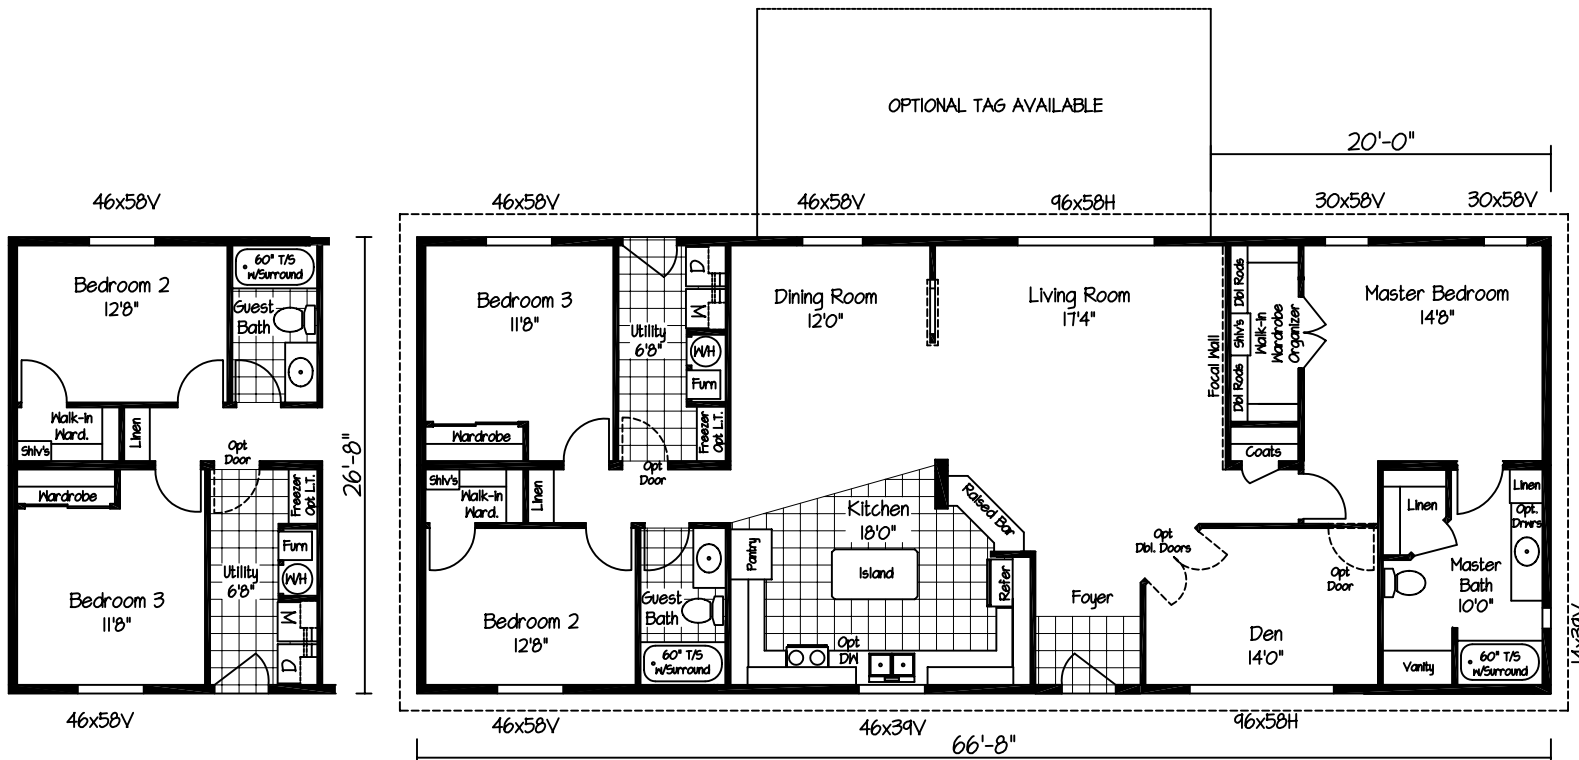 OPTIONAL TAG AVAILABLE
20'-0"
46x58V
46x58V
46x58V
96x58H
30x58V
30x58V
Bedroom 2
12'8"
60" T/S
w/Surround
Guest
Bath
Walk-In
Ward.
Shlv's
Linen
Opt
Door
Wardrobe
Freezer
Opt L.T.
Furn
W/H
Utility
6'8"
M
D
Bedroom 3
11'8"
46x58V
26'-8"
Bedroom 3
11'8"
Wardrobe
Utility
6'8"
D
M
W/H
Furn
Freezer
Opt L.T.
Opt
Door
Shlv's
Walk-In
Ward.
Linen
Bedroom 2
12'8"
Guest
Bath
60" T/S
w/Surround
Dining Room
12'0"
Living Room
17'4"
Focal Wall
Dbl Rods
Shlv's
Dbl Rods
Walk-In
Wardrobe
Organizer
Coats
Master Bedroom
14'8"
Kitchen
18'0"
Raised Bar
Pantry
Island
Refer
Opt
DW
Foyer
Opt
Dbl. Doors
Opt
Door
Den
14'0"
Linen
Linen
Opt.
Drwrs
Master
Bath
10'0"
Vanity
60" T/S
w/Surround
14x39V
46x58V
46x39V
96x58H
66'-8"